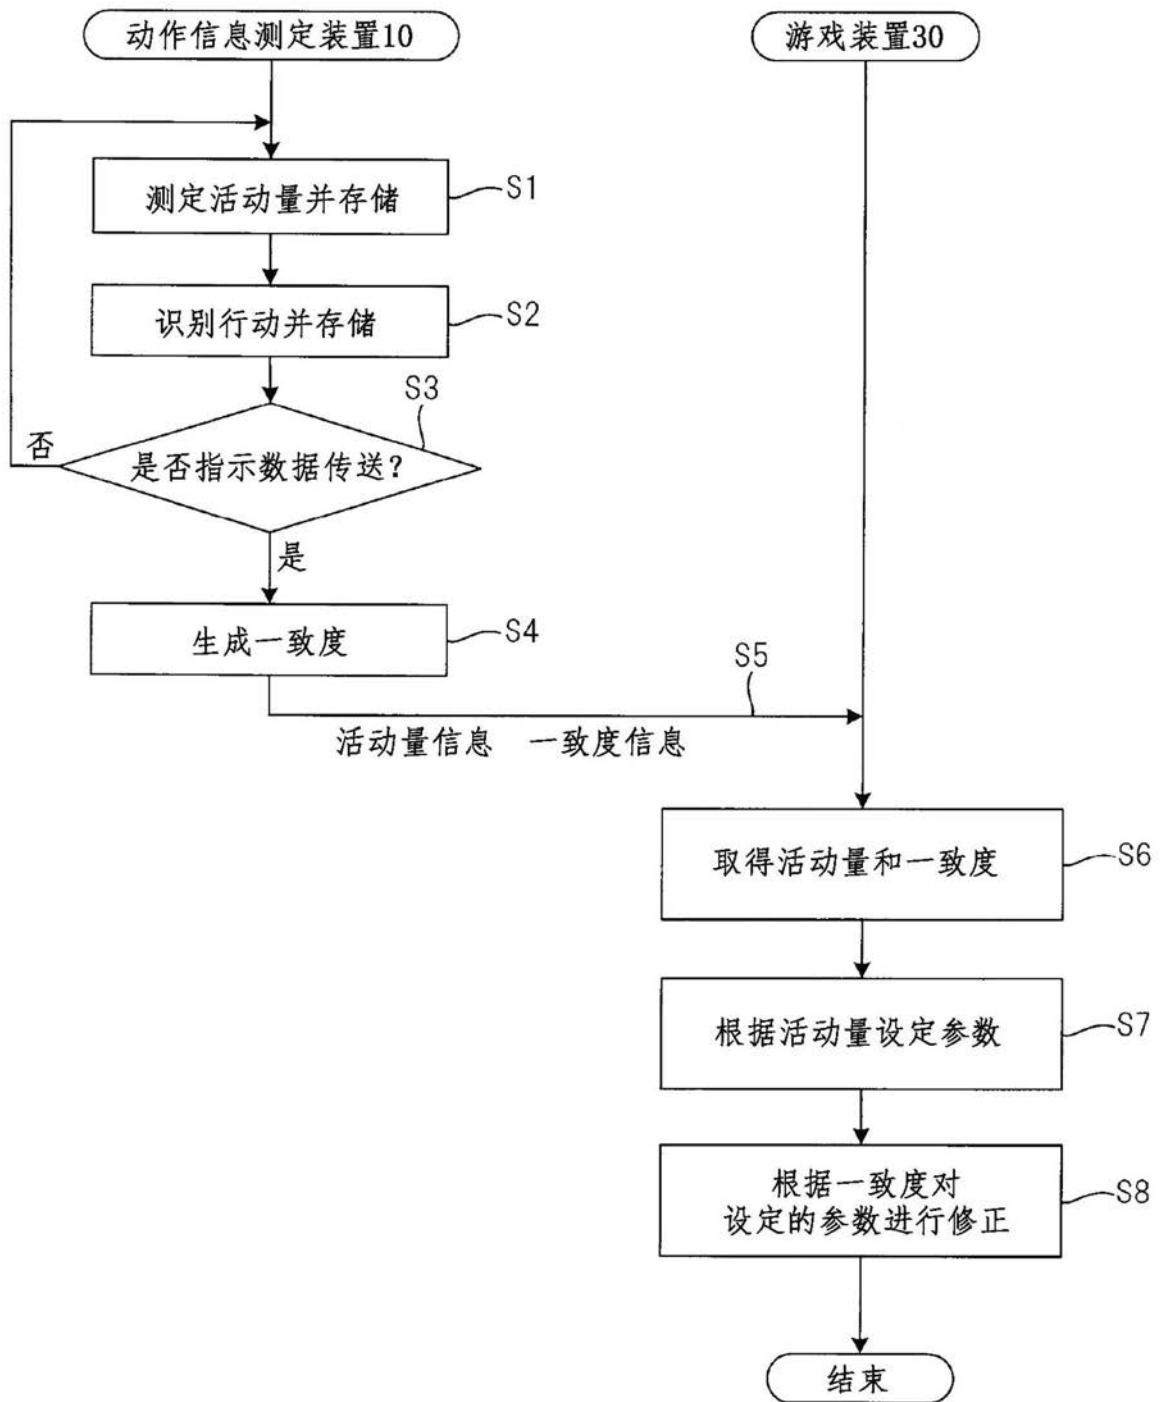 动作信息测定装置10
游戏装置30
测定活动量并存储
S1
识别行动并存储
S2
S3
否
是否指示数据传送?
是
生成一致度
S4
S5
活动量信息 一致度信息
取得活动量和一致度
S6
根据活动量设定参数
S7
根据一致度对
设定的参数进行修正
S8
结束